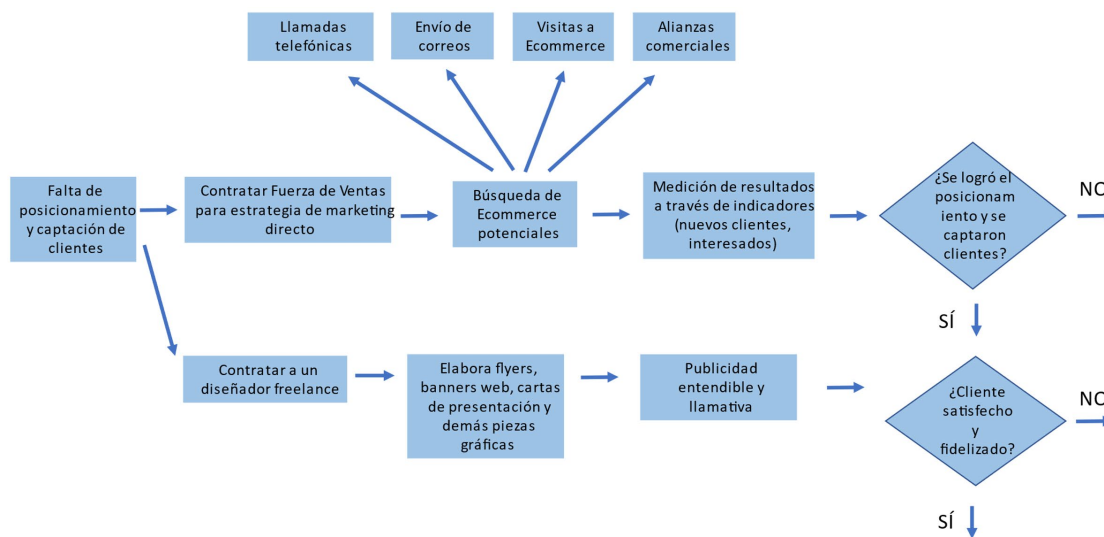 Llamadas
telefónicas
Envío de
correos
Visitas a
Ecommerce
Alianzas
comerciales
Falta de
posicionamiento
y captación de
clientes
Contratar Fuerza de Ventas
para estrategia de marketing
directo
Búsqueda de
Ecommerce
potenciales
Medición de resultados
a través de indicadores
(nuevos clientes,
interesados)
¿Se logró el
posicionam
iento y se
captaron
clientes?
NO
SÍ
Contratar a un
diseñador freelance
Elabora flyers,
banners web, cartas
de presentación y
demás piezas
gráficas
Publicidad
entendible y
llamativa
¿Cliente
satisfecho
y
fidelizado?
NO
SÍ